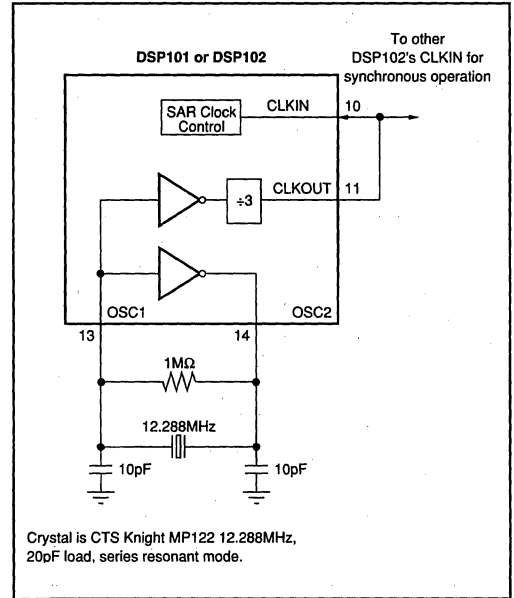 To other
DSP102's CLKIN for
synchronous operation
DSP101 or DSP102
SAR Clock
Control
CLKIN
10
÷3
CLKOUT
11
OSC1
OSC2
13
14
1MΩ
12.288MHz
10pF
10pF
Crystal is CTS Knight MP122 12.288MHz,
20pF load, series resonant mode.